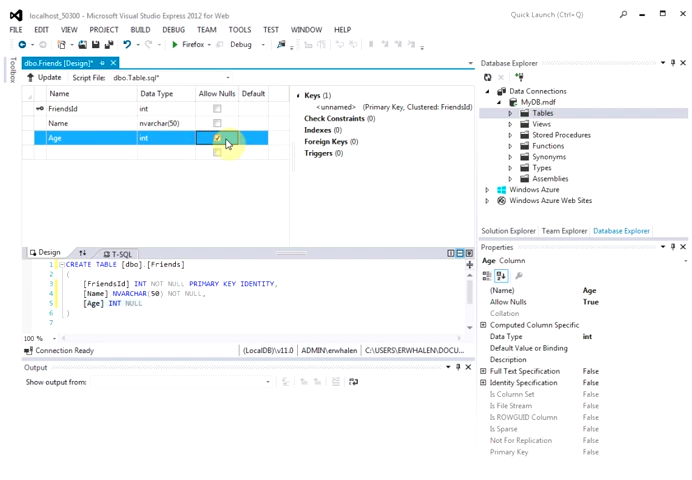 localhost_50300 - Microsoft Visual Studio Express 2012 for Web
Quick Launch (Ctrl+Q)
FILE EDIT VIEW PROJECT BUILD DEBUG TEAM TOOLS TEST WINDOW HELP
Firefox Debug
Toolbox
dbo.Friends [Design]*
Update Script File: dbo.Table.sql*
Name Data Type Allow Nulls Default
FriendsId int
Name nvarchar(50)
Age int
Keys (1)
<unnamed> (Primary Key, Clustered: FriendsId)
Check Constraints (0)
Indexes (0)
Foreign Keys (0)
Triggers (0)
Design T-SQL
1 CREATE TABLE [dbo].[Friends]
2 (
3 [FriendsId] INT NOT NULL PRIMARY KEY IDENTITY,
4 [Name] NVARCHAR(50) NOT NULL,
5 [Age] INT NULL
6 )
7
100 %
Connection Ready (LocalDB)\v11.0 ADMIN\erwhalen C:\USERS\ERWHALEN\DOCU...
Output
Show output from:
Database Explorer
Data Connections
MyDB.mdf
Tables
Views
Stored Procedures
Functions
Synonyms
Types
Assemblies
Windows Azure
Windows Azure Web Sites
Solution Explorer Team Explorer Database Explorer
Properties
Age Column
(Name) Age
Allow Nulls True
Collation
Computed Column Specific
Data Type int
Default Value or Binding
Description
Full Text Specification False
Identity Specification False
Is Column Set False
Is File Stream False
Is ROWGUID Column False
Is Sparse False
Not For Replication False
Primary Key False